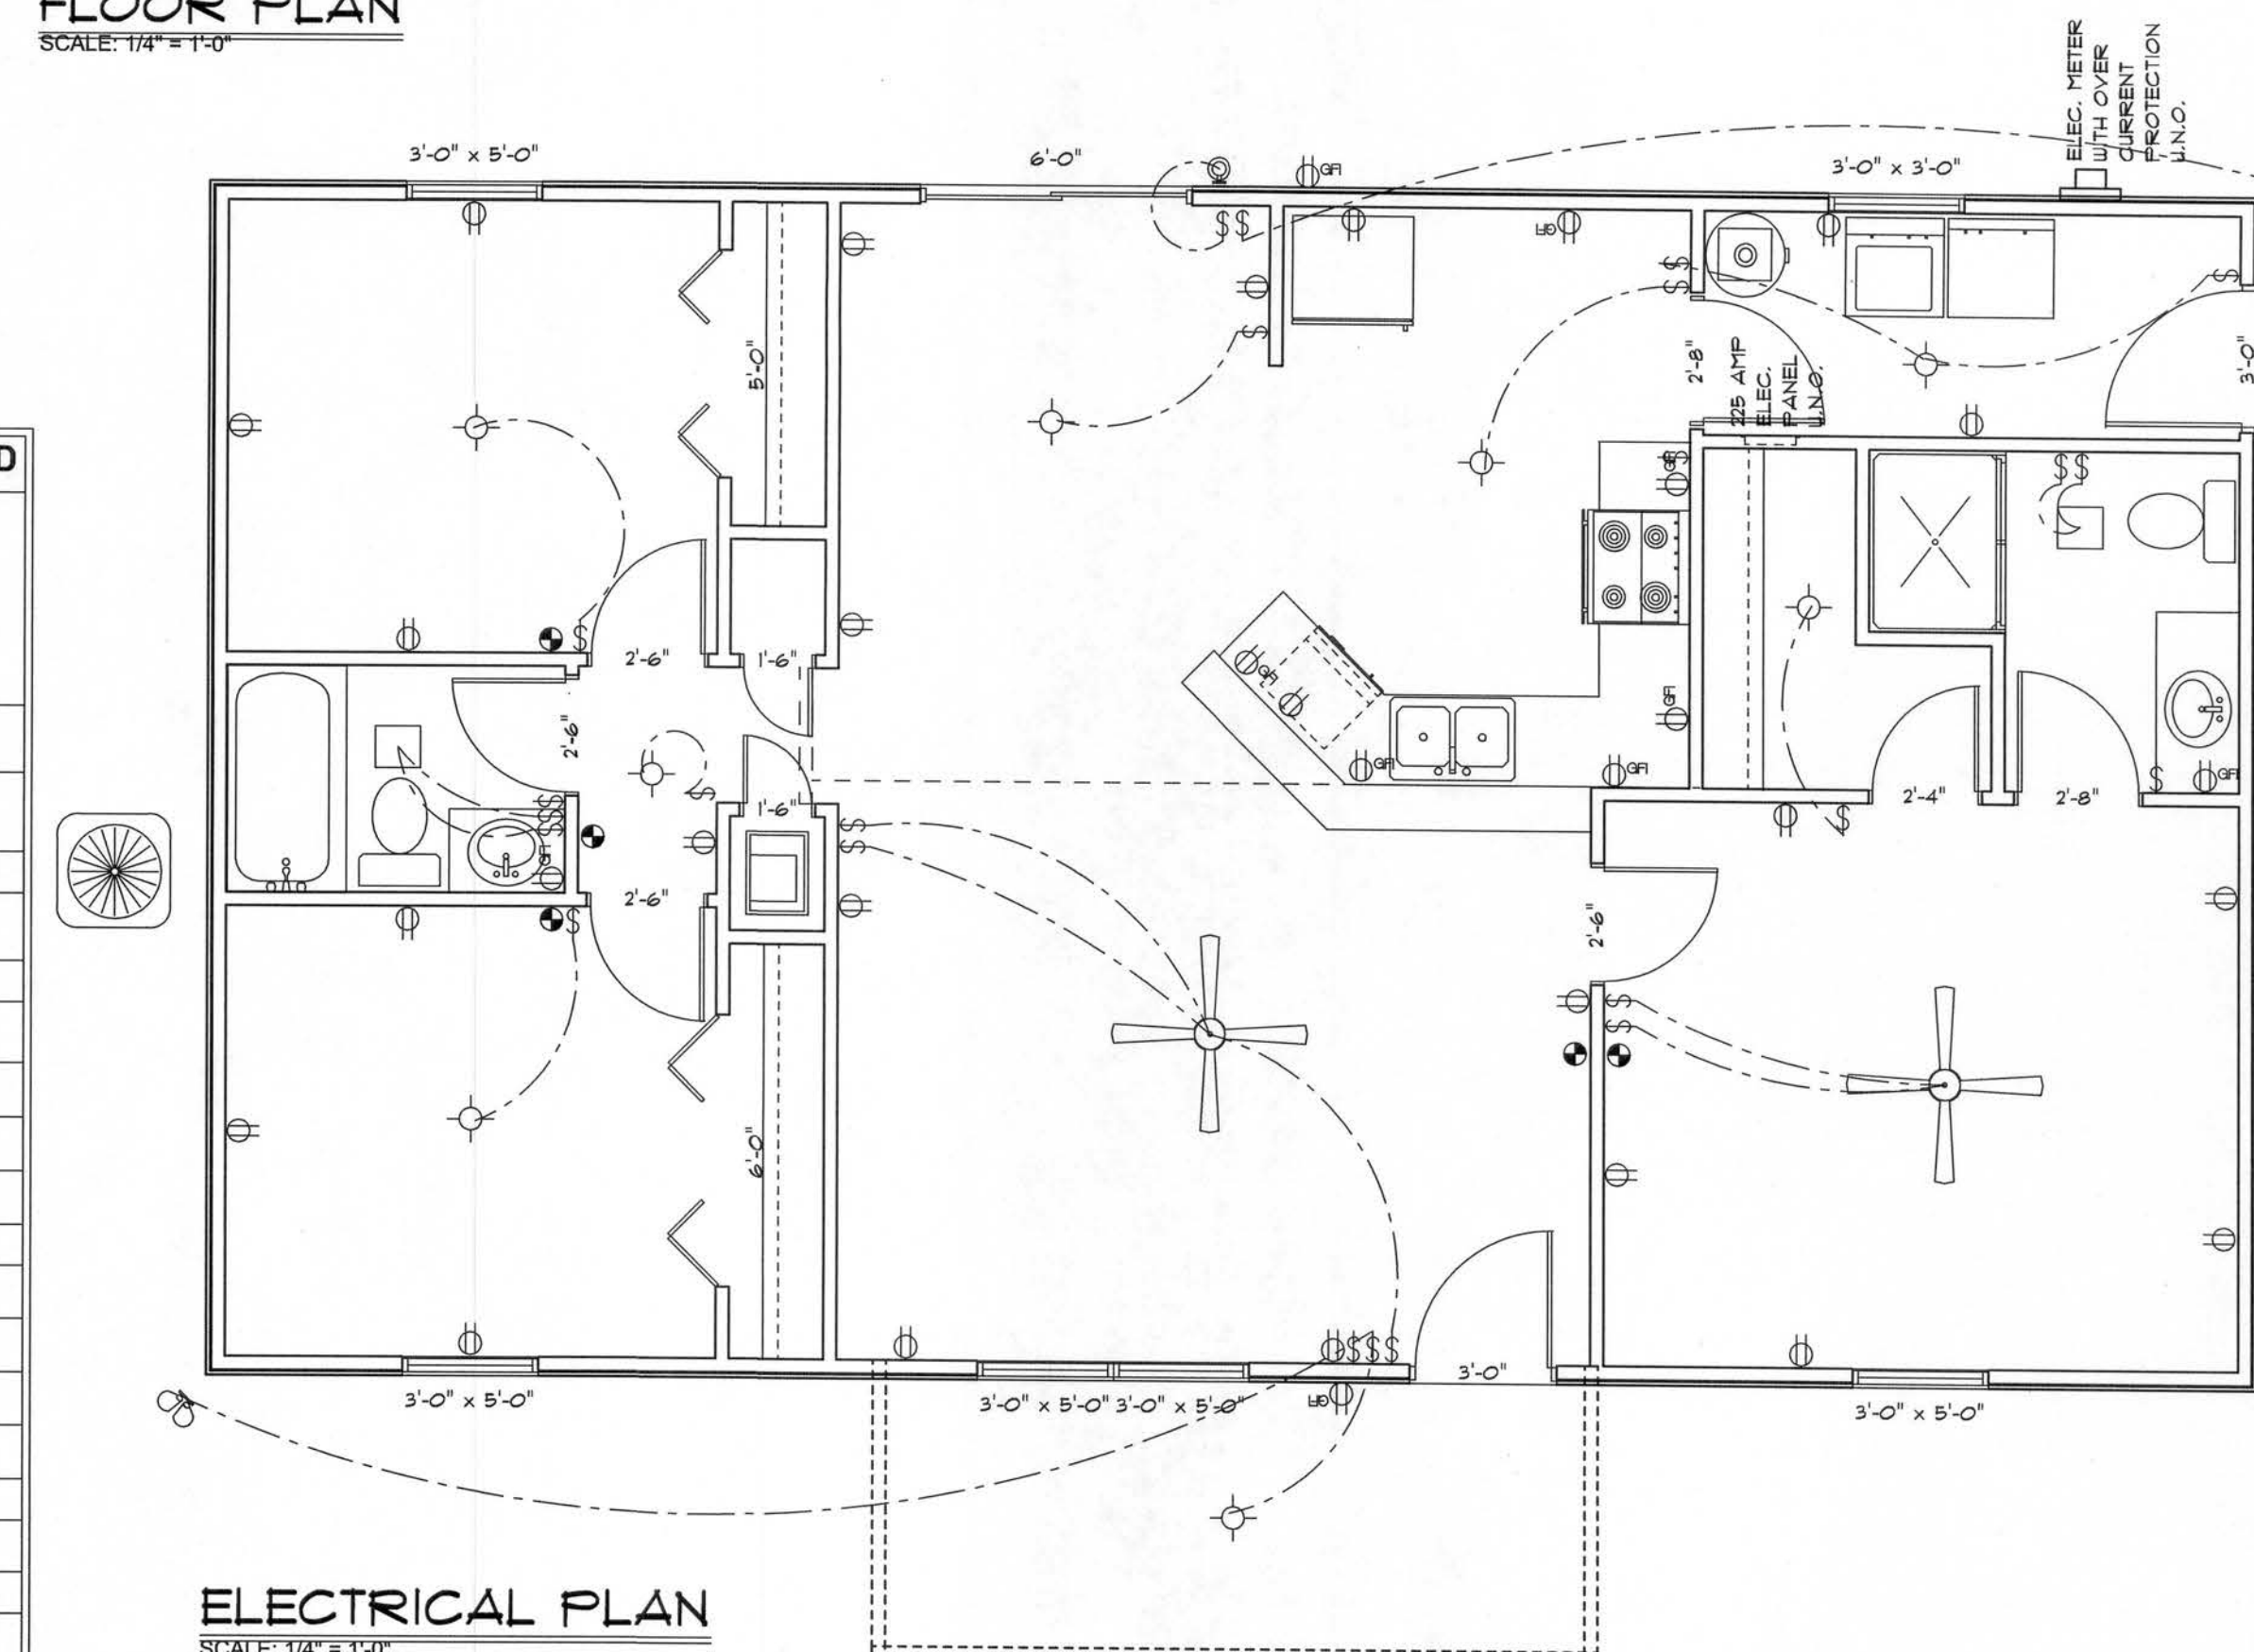 FLOOR PLAN
SCALE: 1/4" = 1'-0"
ELEC. METER
WITH OVER
CURRENT
PROTECTION
U.N.O.
3'-0" x 5'-0"
6'-0"
3'-0" x 3'-0"
GFI
$$
GFI
$
$
$
$
5'-0"
2'-8"
225 AMP
ELEC.
PANEL
U.N.O.
3'-0"
D
$
GFI
$$
$
2'-6"
1'-6"
GFI
GFI
2'-6"
$
GFI
GFI
1'-6"
2'-4"
2'-8"
$
GFI
$
$
$
GFI
$
$
$
2'-6"
$
2'-6"
$
$
6'-0"
$$$
3'-0"
3'-0" x 5'-0"
3'-0" x 5'-0" 3'-0" x 5'-0"
GFI
3'-0" x 5'-0"
ELECTRICAL PLAN
SCALE: 1/4" = 1'-0"